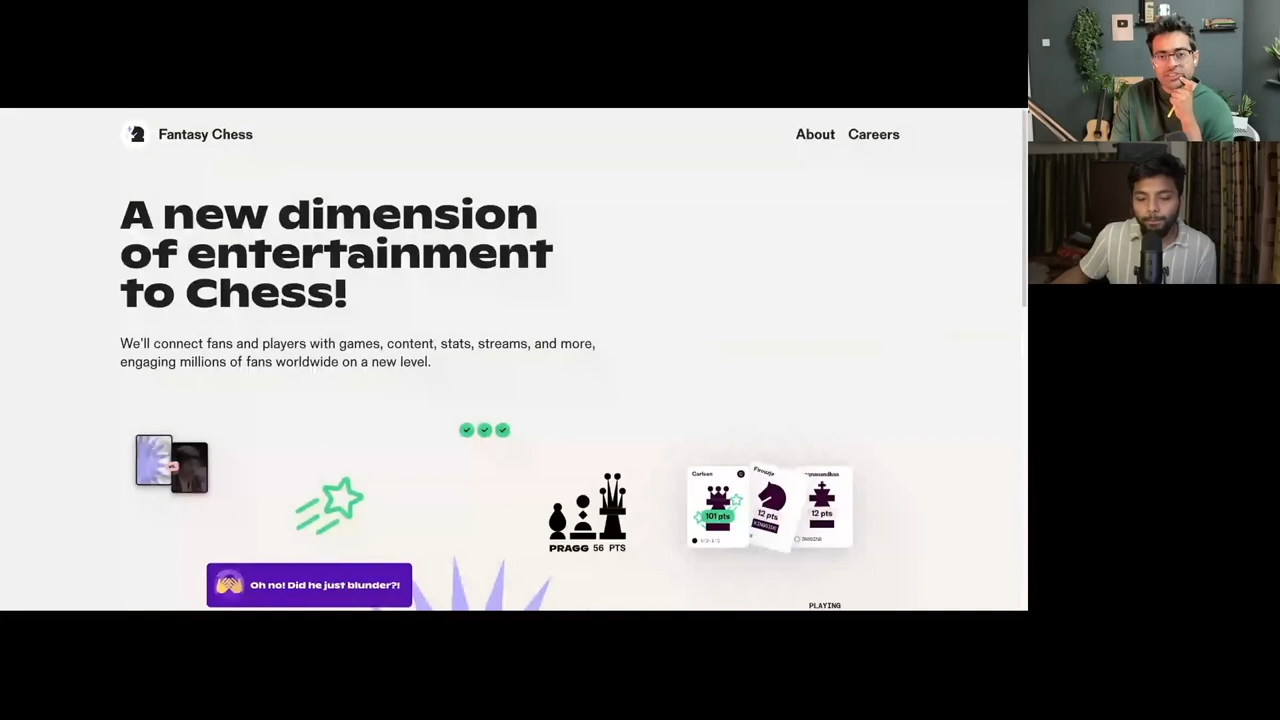 Fantasy Chess
About Careers
A new dimension
of entertainment
to Chess!
We'll connect fans and players with games, content, stats, streams, and more,
engaging millions of fans worldwide on a new level.
Carlsen
101 pts
Firouzja
12 pts
12 pts
PRAGG 56 PTS
Oh no! Did he just blunder?!
PLAYING